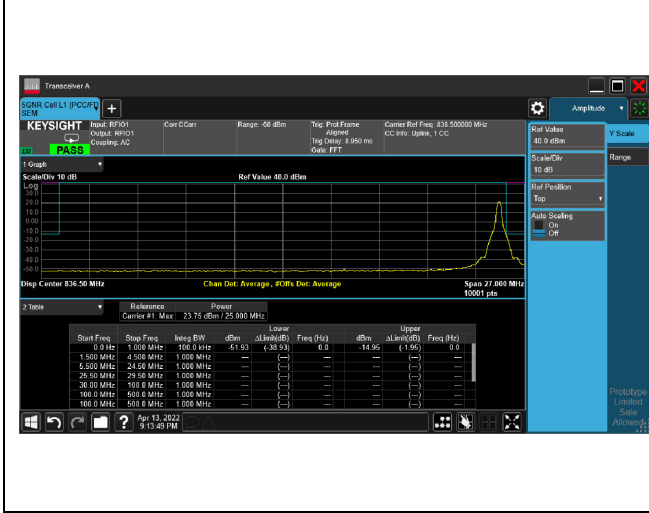 Transceiver A
5GNR Cell L1 (PCC/FD
SEM
+
Amplitude
KEYSIGHT
PASS
Input: RFIO1
Output: RFIO1
Coupling: AC
Corr CCorr
Range: -60 dBm
Trig: Prot Frame
Aligned
Trig Delay: 8.950 ms
Gate: FFT
Carrier Ref Freq: 836.500000 MHz
CC Info: Uplink, 1 CC
Ref Value
40.0 dBm
Y Scale
1 Graph
Scale/Div 10 dB
Ref Value 40.0 dBm
Scale/Div
10 dB
Range
Log
30.0
20.0
10.0
0.00
-10.0
-20.0
-30.0
-40.0
-50.0
Ref Position
Top
Auto Scaling
On
Off
Disp Center 836.50 MHz
Chan Det: Average, #Offs Det: Average
Span 27.000 MHz
10001 pts
2 Table
Reference Power
Carrier #1: Max 23.75 dBm / 25.000 MHz
Lower Upper
Start Freq Stop Freq Integ BW dBm ΔLimit(dB) Freq (Hz) dBm ΔLimit(dB) Freq (Hz)
0.0 Hz 1.000 MHz 100.0 kHz -51.93 (-38.93) 0.0 -14.95 (-1.95) 0.0
1.500 MHz 4.500 MHz 1.000 MHz --- (---) --- --- (---) ---
5.500 MHz 24.50 MHz 1.000 MHz --- (---) --- --- (---) ---
25.50 MHz 29.50 MHz 1.000 MHz --- (---) --- --- (---) ---
30.00 MHz 100.0 MHz 1.000 MHz --- (---) --- --- (---) ---
100.0 MHz 500.0 MHz 1.000 MHz --- (---) --- --- (---) ---
100.0 MHz 500.0 MHz 1.000 MHz --- (---) --- --- (---) ---
Prototype
Limited
Sale
Allowed
?
Apr 13, 2022
9:13:49 PM